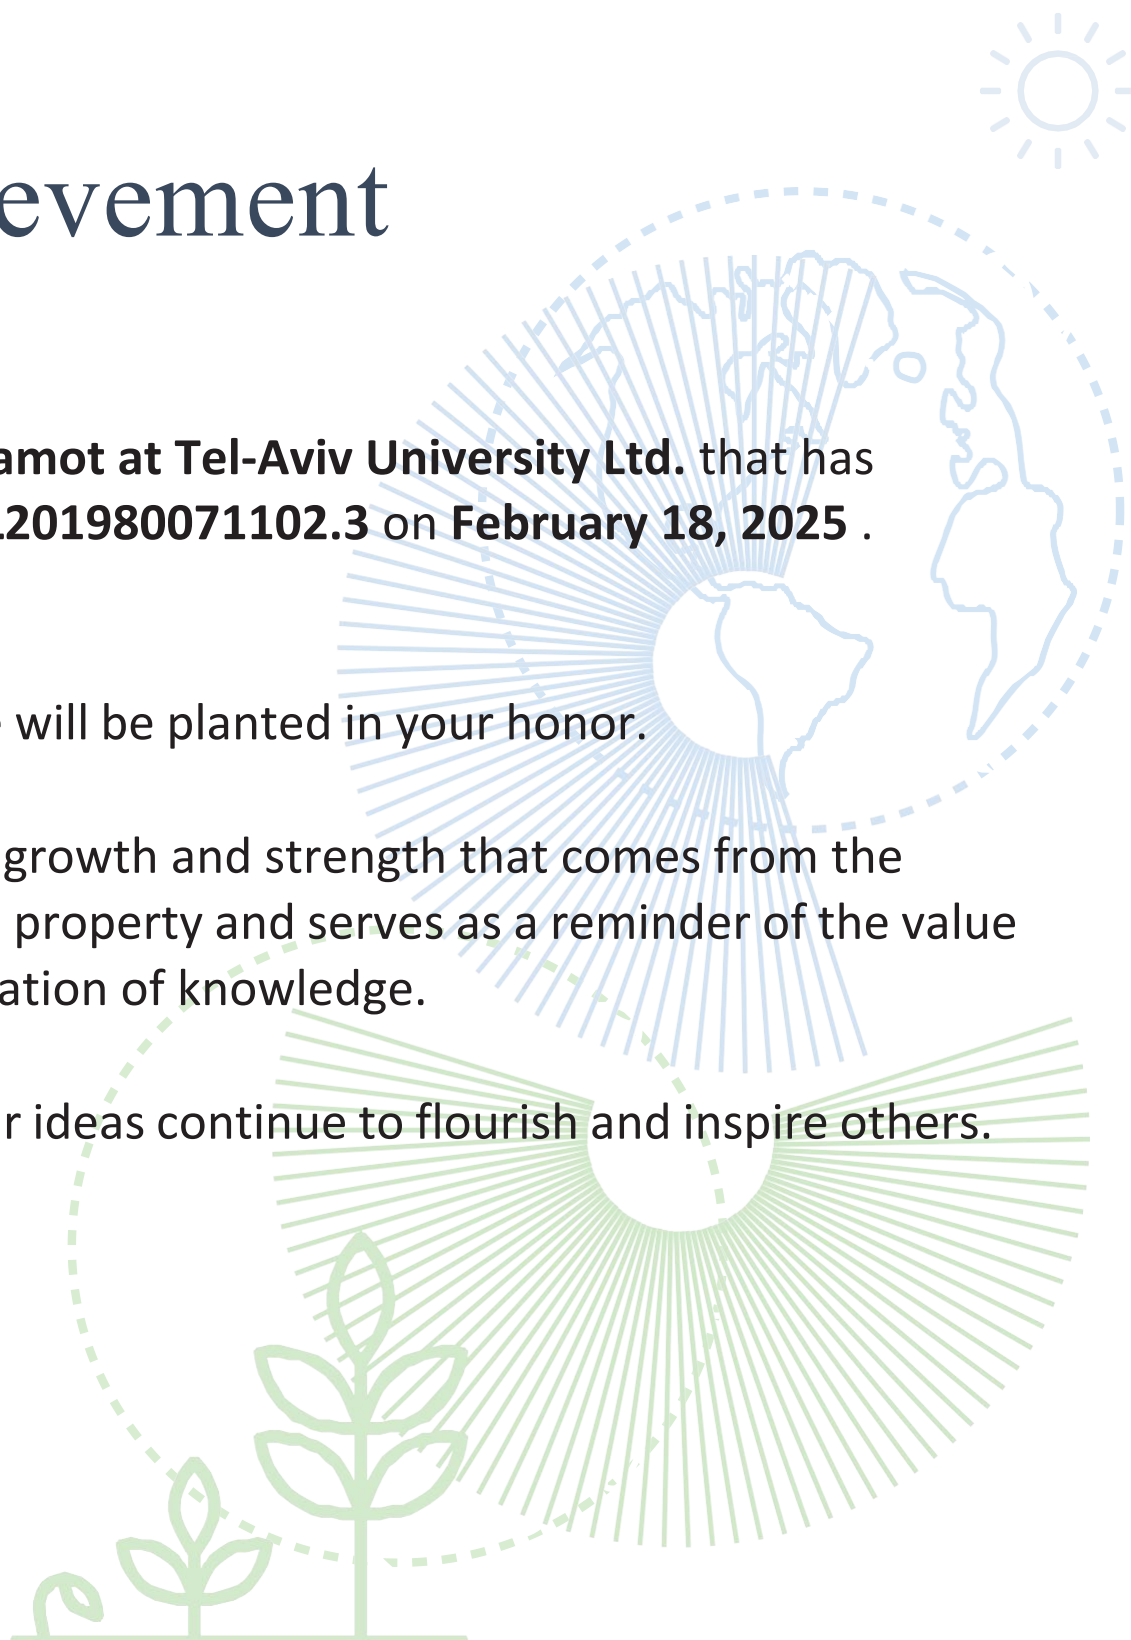 evement
amot at Tel-Aviv University Ltd. that has
201980071102.3 on February 18, 2025 .
will be planted in your honor.
growth and strength that comes from the
property and serves as a reminder of the value
ation of knowledge.
r ideas continue to flourish and inspire others.